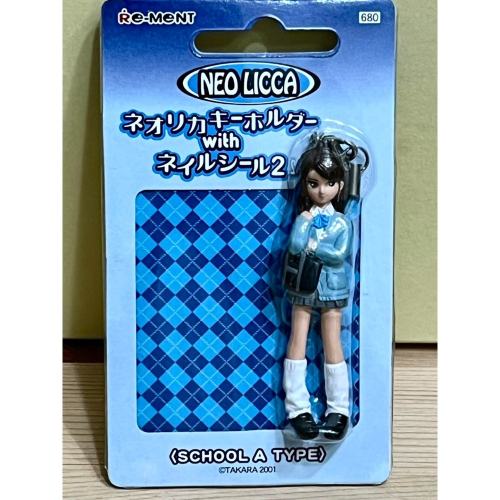 Re-MENT
680
NEO LICCA
ネオリカキーホルダー
with
ネイルシール2
〈SCHOOL A TYPE〉
©TAKARA 2001